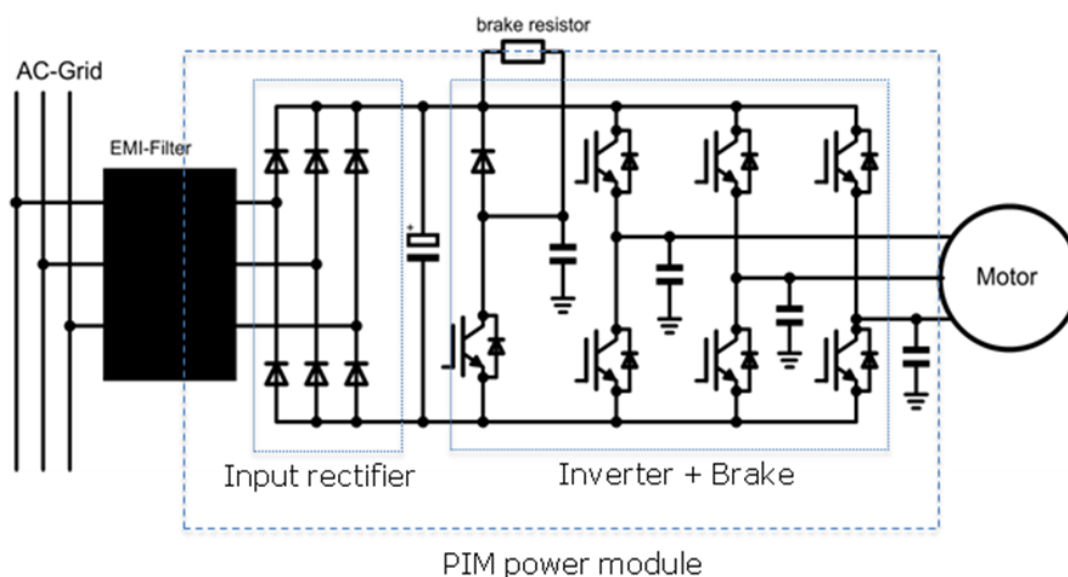 brake resistor
AC-Grid
EMI-Filter
+
Motor
Input rectifier
Inverter + Brake
PIM power module